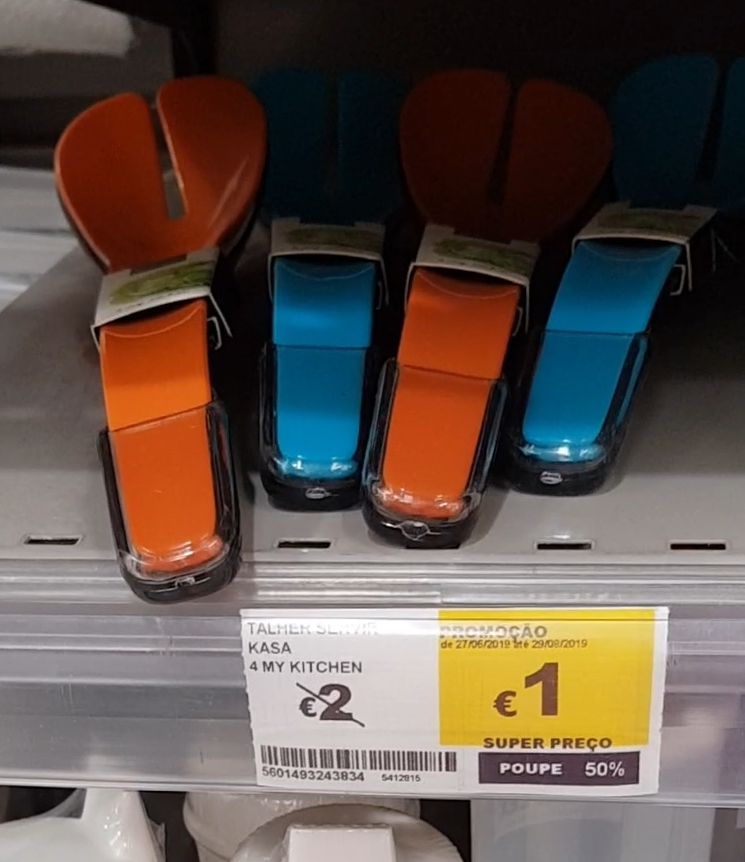 TALHER SERVIR
KASA
4 MY KITCHEN
€2
5601493243834 5412815
PROMOÇÃO
de 27/06/2019 até 29/08/2019
€1
SUPER PREÇO
POUPE 50%